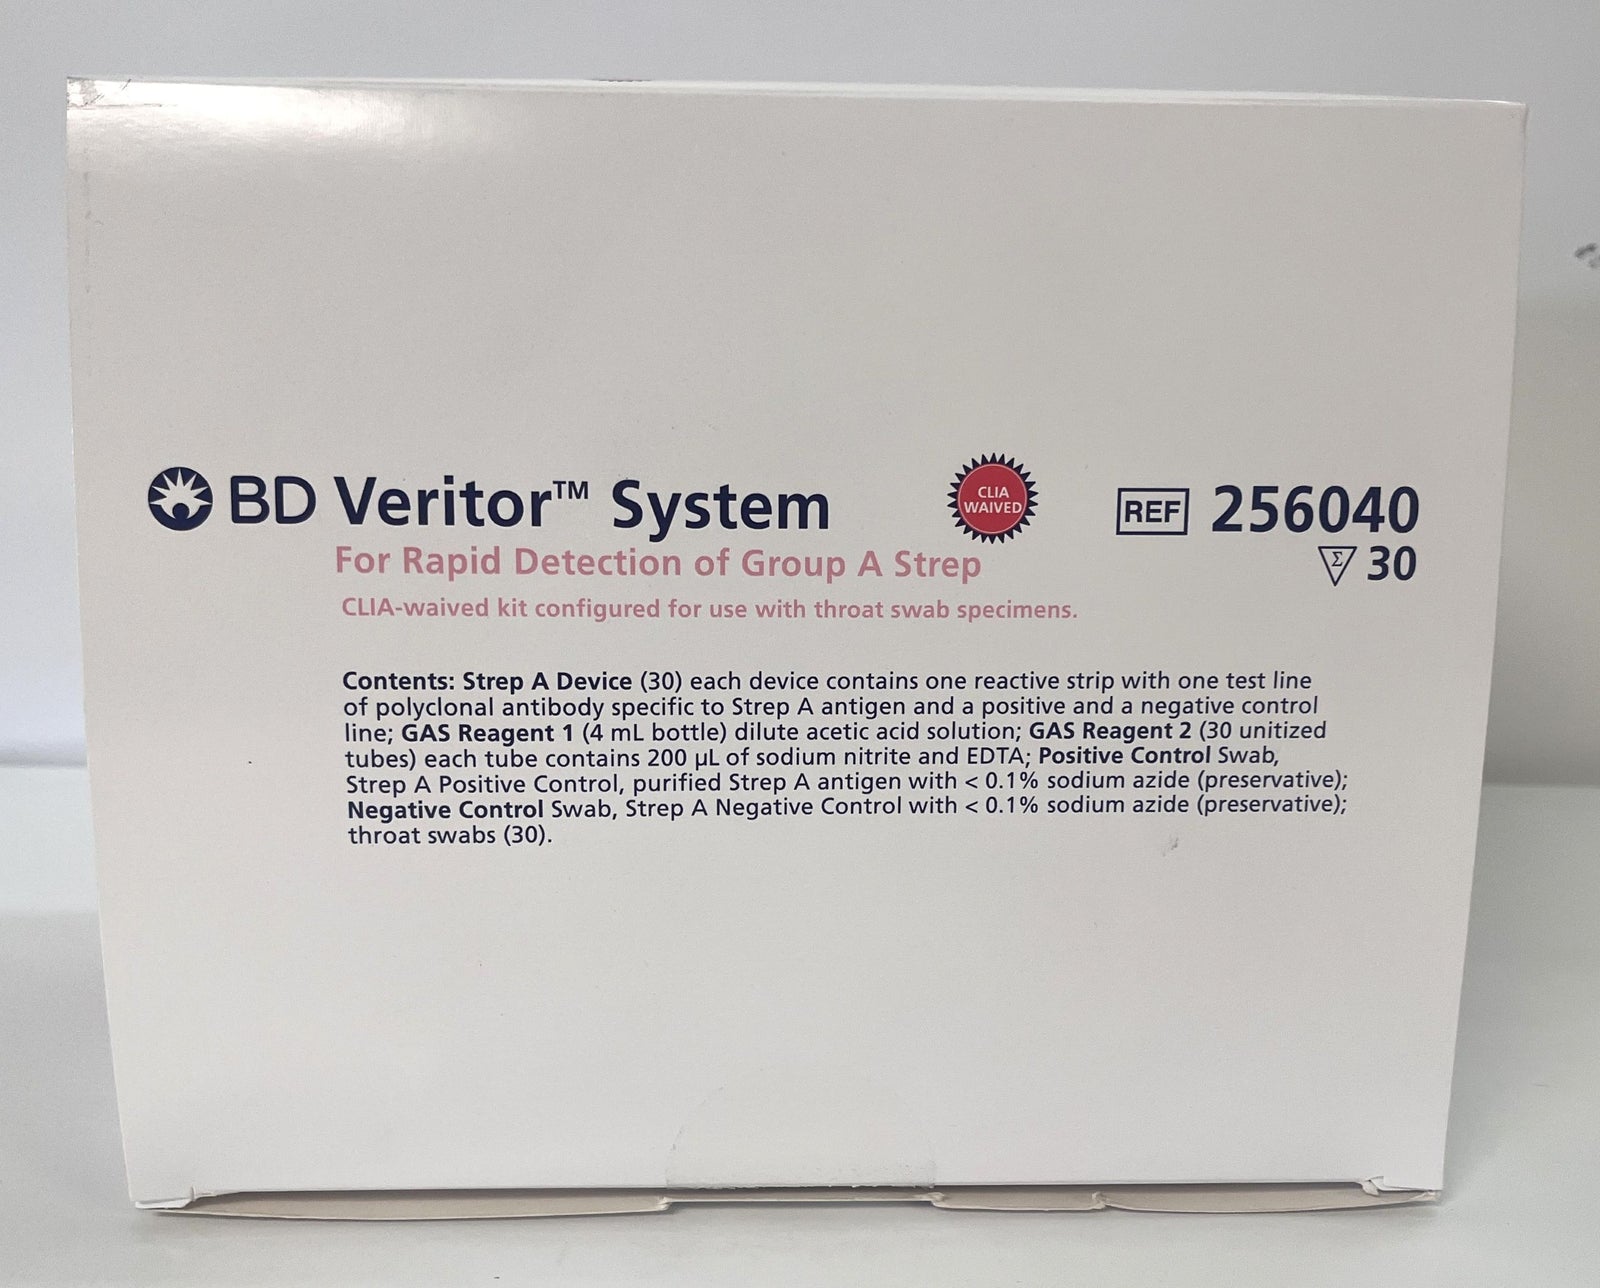 BD Veritor™ System
CLIA
WAIVED
REF 256040
Σ 30
For Rapid Detection of Group A Strep
CLIA-waived kit configured for use with throat swab specimens.
Contents: Strep A Device (30) each device contains one reactive strip with one test line
of polyclonal antibody specific to Strep A antigen and a positive and a negative control
line; GAS Reagent 1 (4 mL bottle) dilute acetic acid solution; GAS Reagent 2 (30 unitized
tubes) each tube contains 200 µL of sodium nitrite and EDTA; Positive Control Swab,
Strep A Positive Control, purified Strep A antigen with < 0.1% sodium azide (preservative);
Negative Control Swab, Strep A Negative Control with < 0.1% sodium azide (preservative);
throat swabs (30).